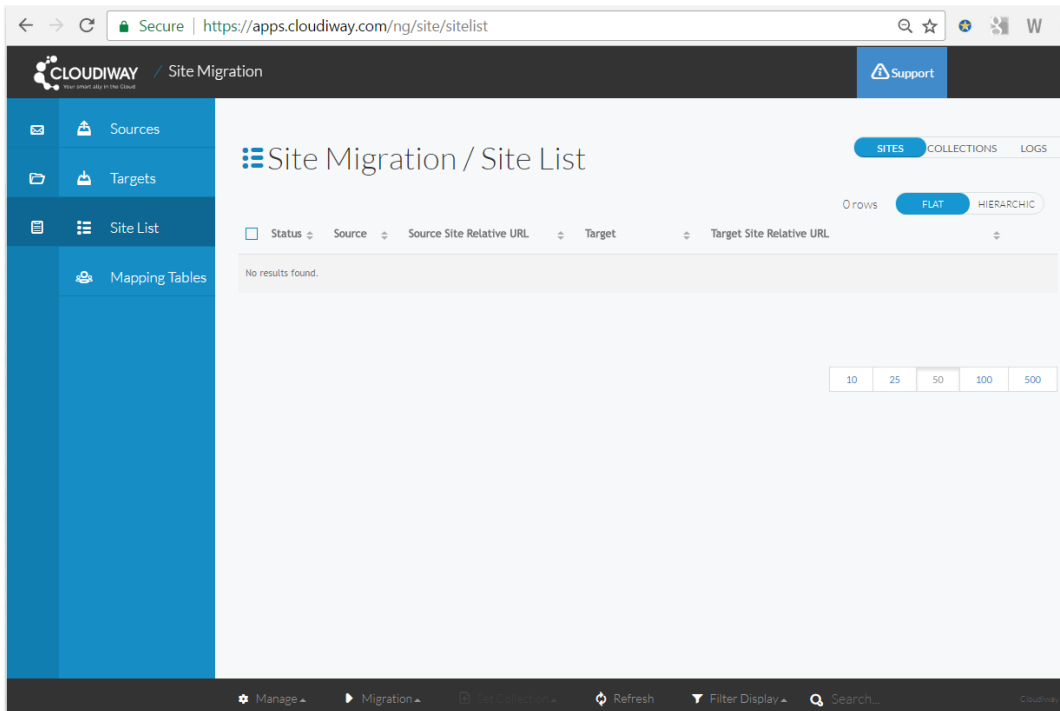 Secure | https://apps.cloudiway.com/ng/site/sitelist
W
CLOUDIWAY / Site Migration
Your smart ally in the Cloud
Support
Sources
Targets
Site List
Mapping Tables
Site Migration / Site List
SITES COLLECTIONS LOGS
0 rows FLAT HIERARCHIC
Status Source Source Site Relative URL Target Target Site Relative URL
No results found.
10 25 50 100 500
Manage Migration Set Collection Refresh Filter Display Search... Cloudiway